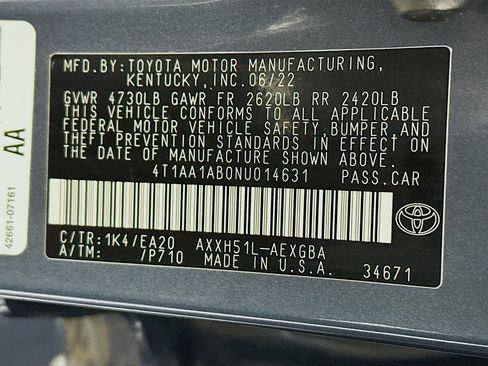 MFD.BY:TOYOTA MOTOR MANUFACTURING,
KENTUCKY,INC.06/22
GVWR 4730LB GAWR FR 2620LB RR 2420LB
THIS VEHICLE CONFORMS TO ALL APPLICABLE
FEDERAL MOTOR VEHICLE SAFETY,BUMPER,AND
THEFT PREVENTION STANDARDS IN EFFECT ON
THE DATE OF MANUFACTURE SHOWN ABOVE.
4T1AA1AB0NU014631 PASS.CAR
C/TR:1K4/EA20 AXXH51L-AEXGBA
A/TM: /P710 MADE IN U.S.A. 34671
42661-07161
AA